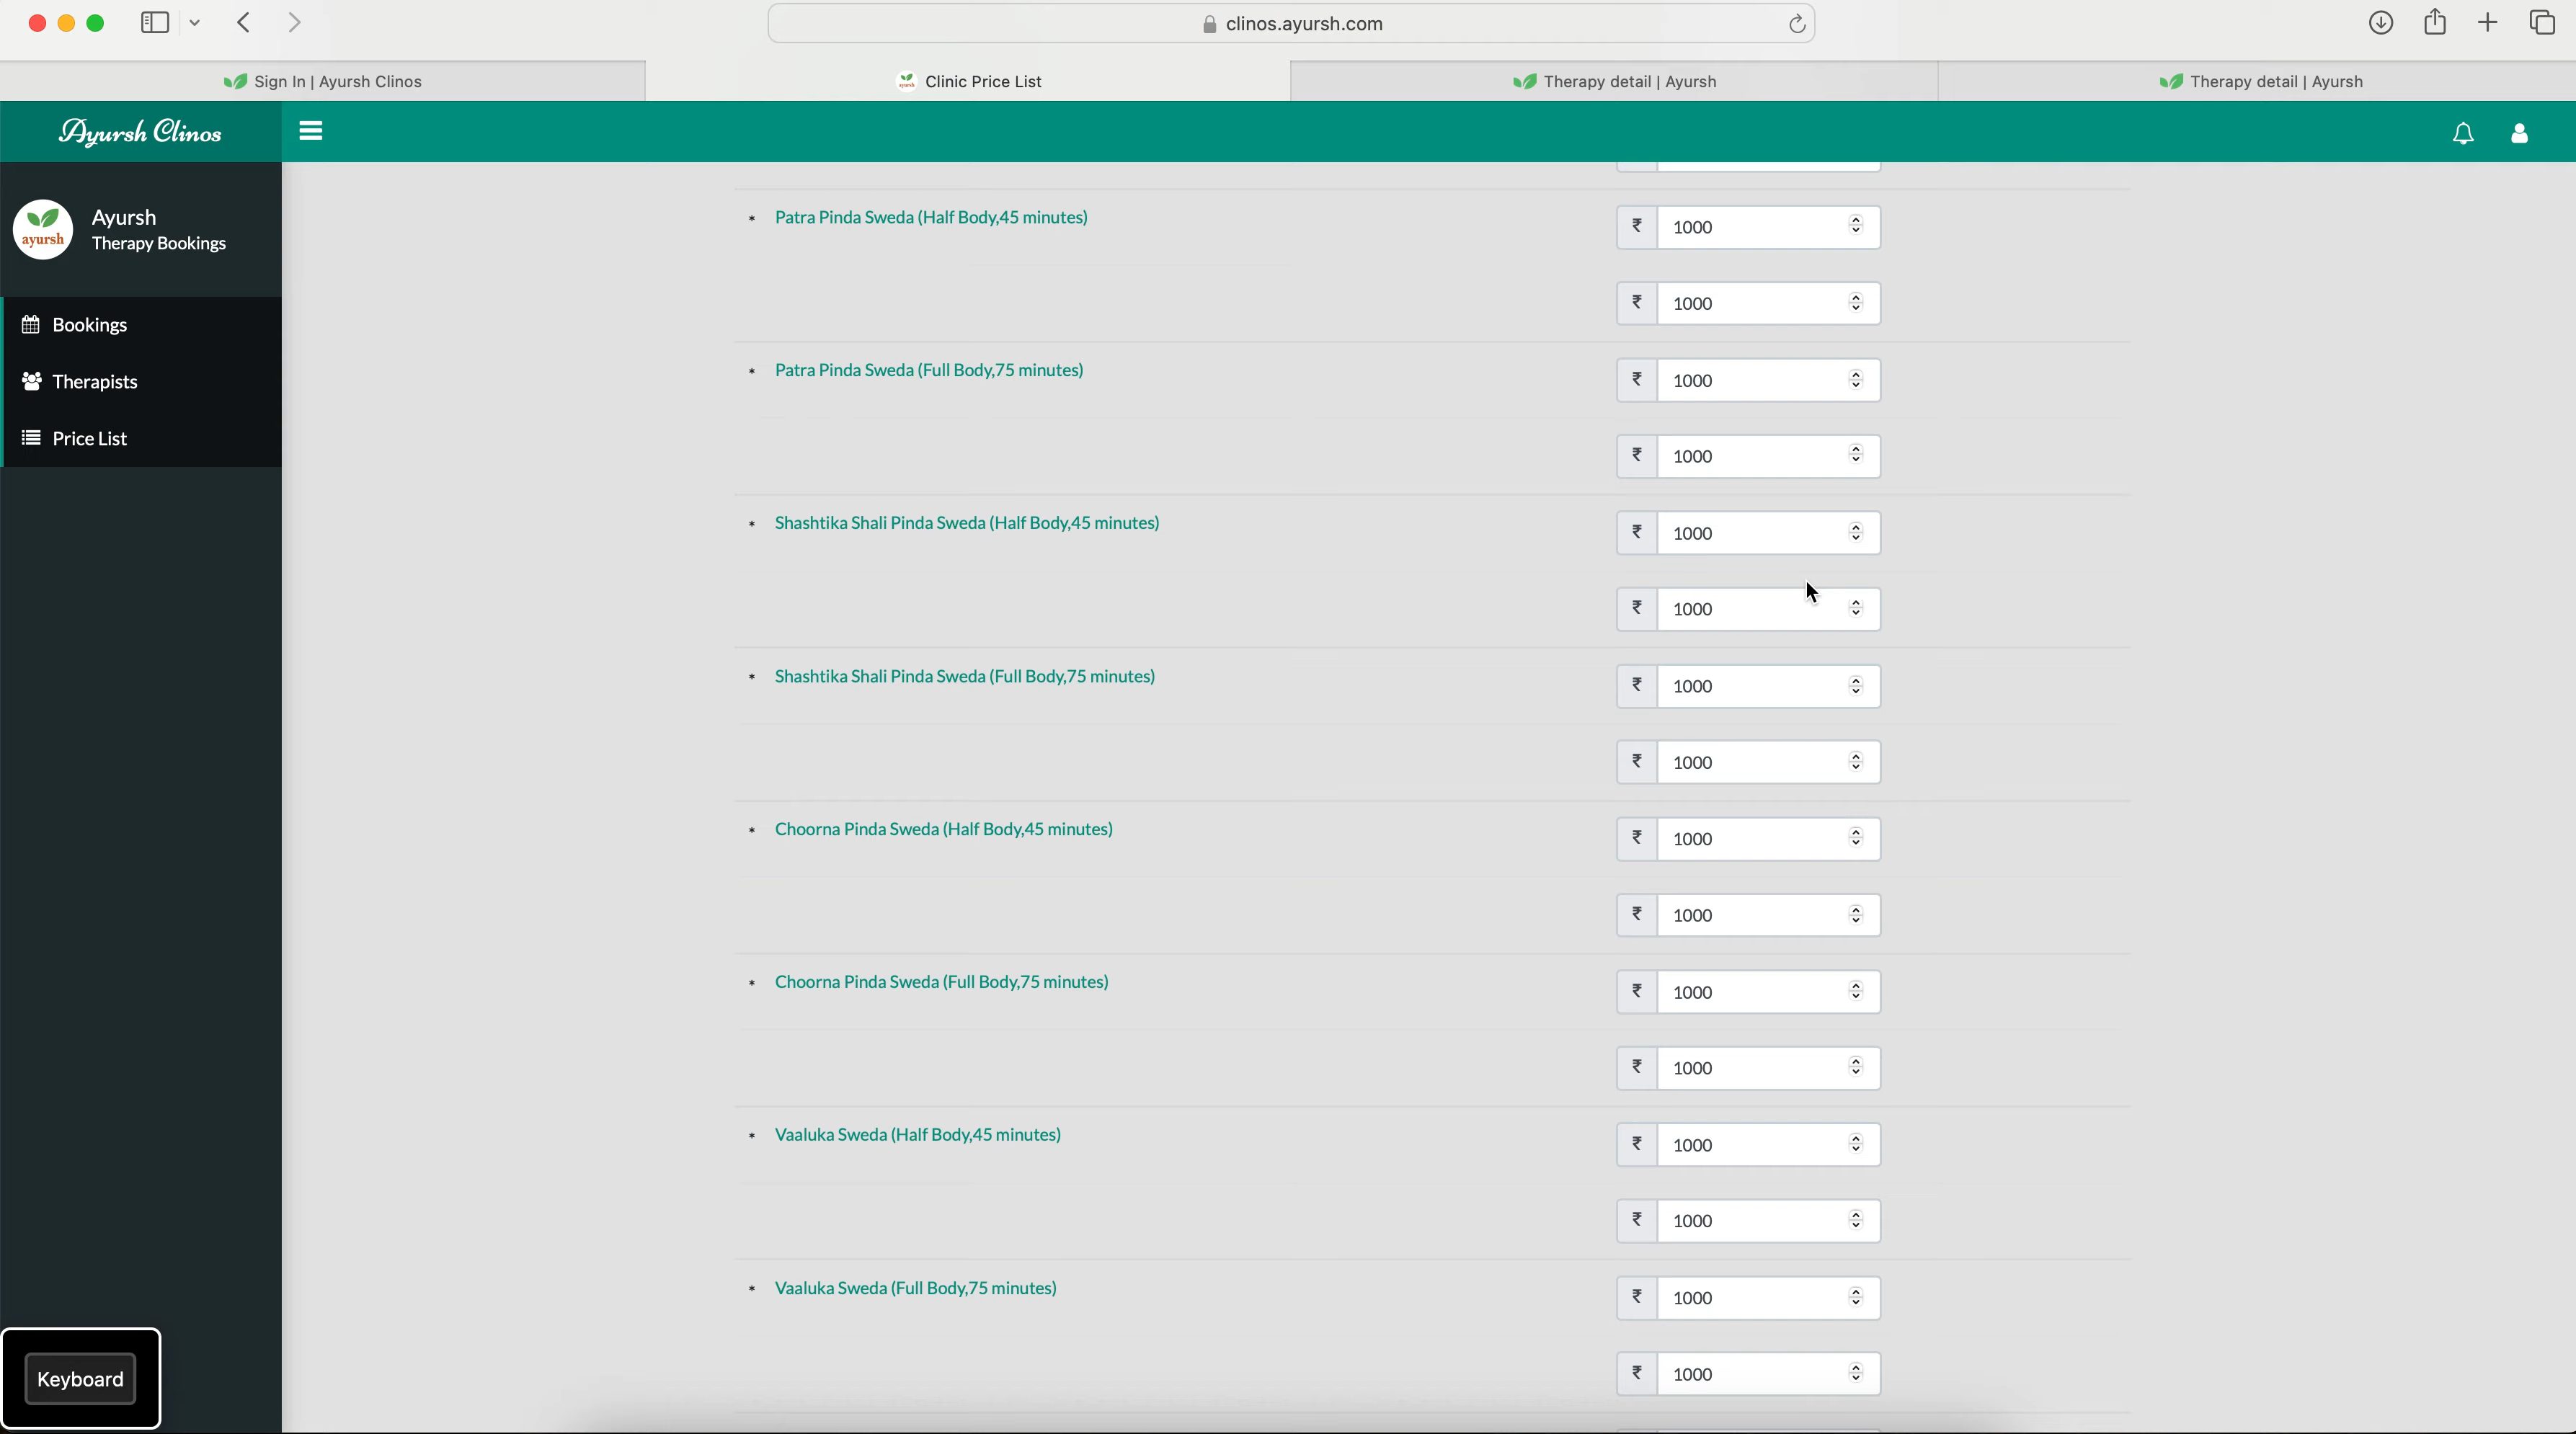 clinos.ayursh.com
Sign In | Ayursh Clinos
Clinic Price List
Therapy detail | Ayursh
Therapy detail | Ayursh
Ayursh Clinos
ayursh
Ayursh
Therapy Bookings
Bookings
Therapists
Price List
* Patra Pinda Sweda (Half Body,45 minutes) ₹ 1000
₹ 1000
* Patra Pinda Sweda (Full Body,75 minutes) ₹ 1000
₹ 1000
* Shashtika Shali Pinda Sweda (Half Body,45 minutes) ₹ 1000
₹ 1000
* Shashtika Shali Pinda Sweda (Full Body,75 minutes) ₹ 1000
₹ 1000
* Choorna Pinda Sweda (Half Body,45 minutes) ₹ 1000
₹ 1000
* Choorna Pinda Sweda (Full Body,75 minutes) ₹ 1000
₹ 1000
* Vaaluka Sweda (Half Body,45 minutes) ₹ 1000
₹ 1000
* Vaaluka Sweda (Full Body,75 minutes) ₹ 1000
₹ 1000
Keyboard